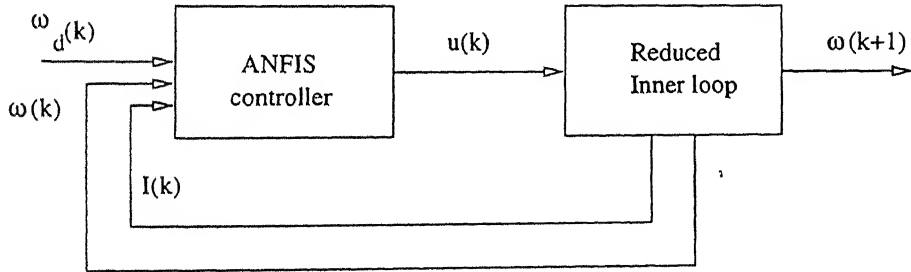 ω_d(k)
ω(k)
I(k)
ANFIS
controller
u(k)
Reduced
Inner loop
ω(k+1)